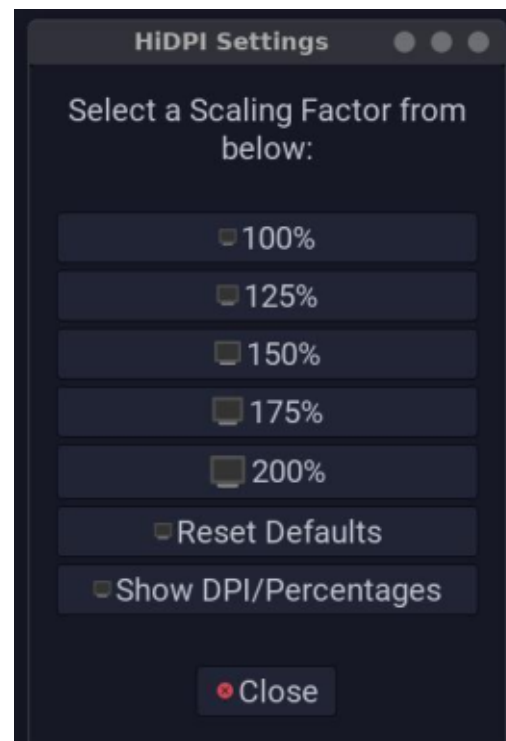 HiDPI Settings
Select a Scaling Factor from
below:
100%
125%
150%
175%
200%
Reset Defaults
Show DPI/Percentages
Close